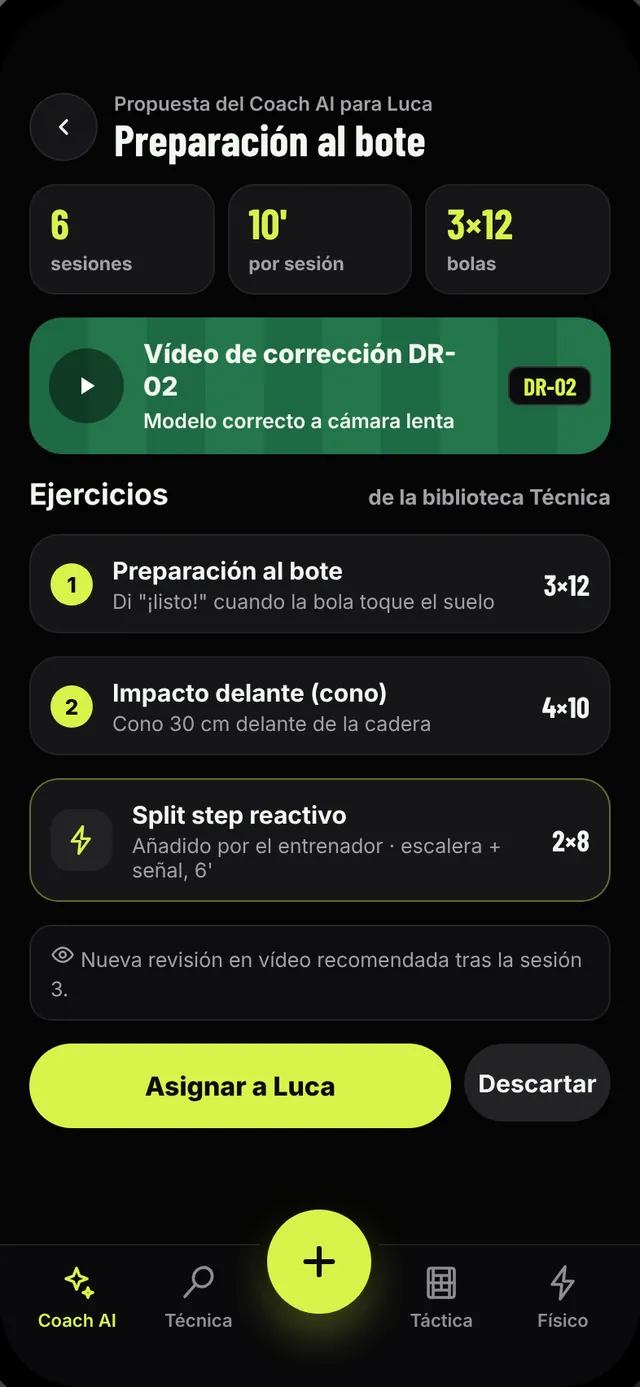 Propuesta del Coach AI para Luca
Preparación al bote
6
sesiones
10'
por sesión
3×12
bolas
Vídeo de corrección DR-
02
Modelo correcto a cámara lenta
DR-02
Ejercicios
de la biblioteca Técnica
1
Preparación al bote
Di "¡listo!" cuando la bola toque el suelo
3×12
2
Impacto delante (cono)
Cono 30 cm delante de la cadera
4×10
Split step reactivo
Añadido por el entrenador · escalera +
señal, 6'
2×8
Nueva revisión en vídeo recomendada tras la sesión
3.
Asignar a Luca
Descartar
Coach AI
Técnica
Táctica
Físico